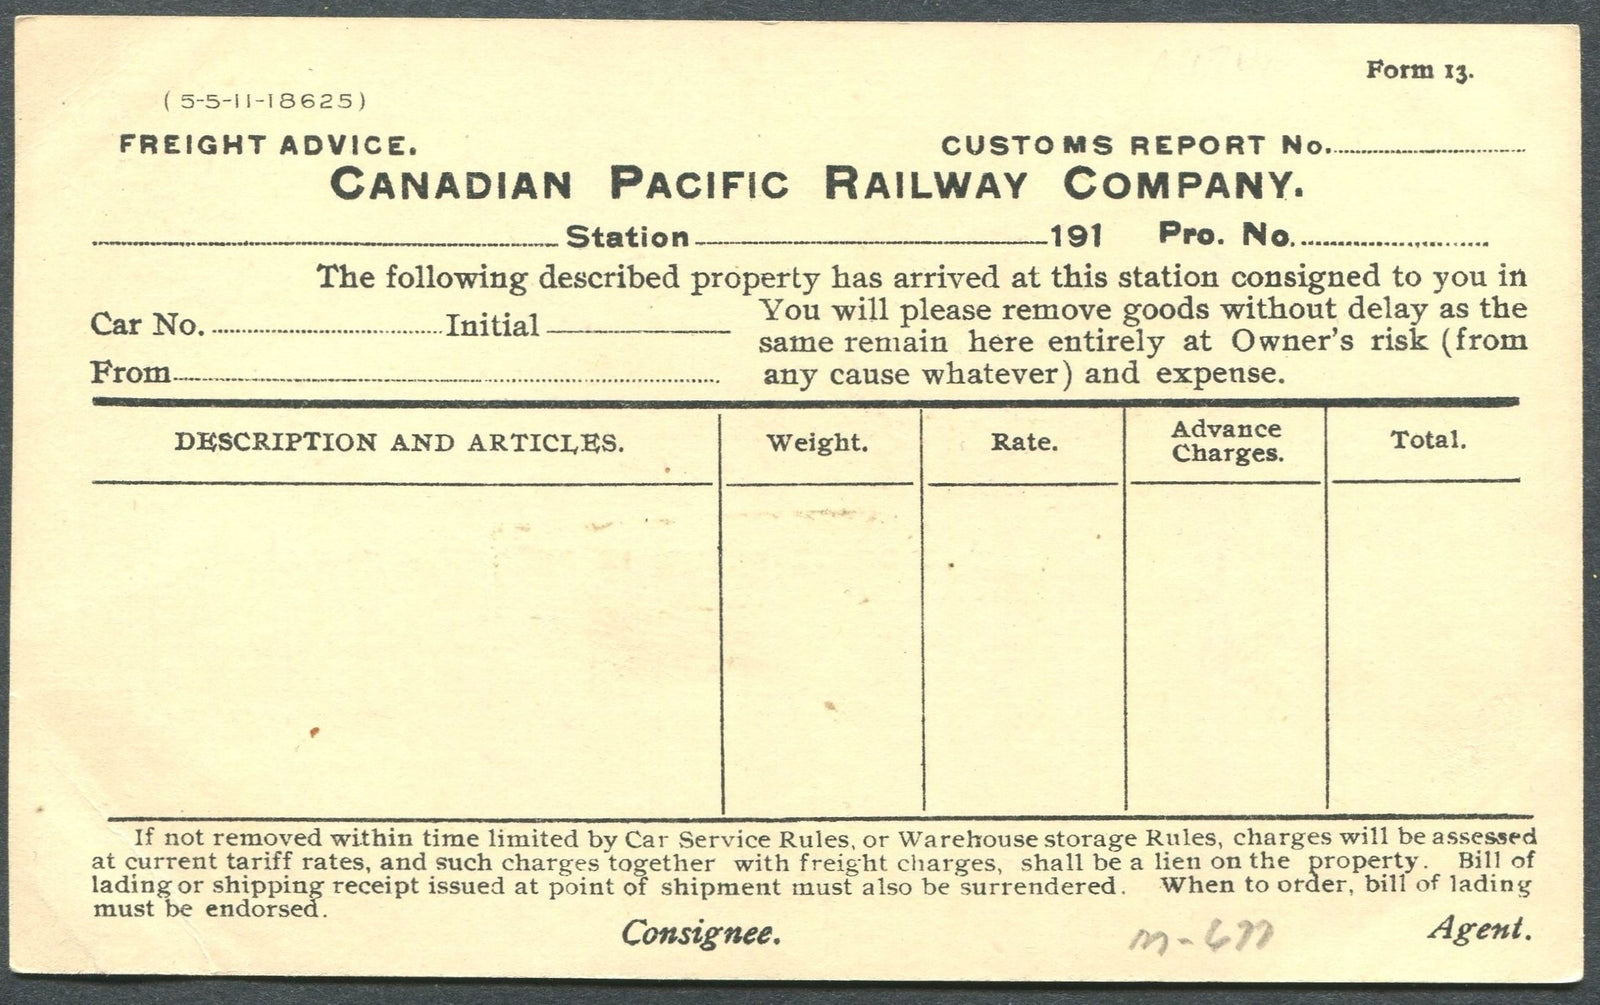 Form 13.
(5-5-11-18625)
FREIGHT ADVICE. CUSTOMS REPORT No.
CANADIAN PACIFIC RAILWAY COMPANY.
Station 191 Pro. No.
The following described property has arrived at this station consigned to you in
Car No. Initial You will please remove goods without delay as the
same remain here entirely at Owner's risk (from
From any cause whatever) and expense.
DESCRIPTION AND ARTICLES. Weight. Rate. Advance Charges. Total.
If not removed within time limited by Car Service Rules, or Warehouse storage Rules, charges will be assessed
at current tariff rates, and such charges together with freight charges, shall be a lien on the property. Bill of
lading or shipping receipt issued at point of shipment must also be surrendered. When to order, bill of lading
must be endorsed.
Consignee. Agent.